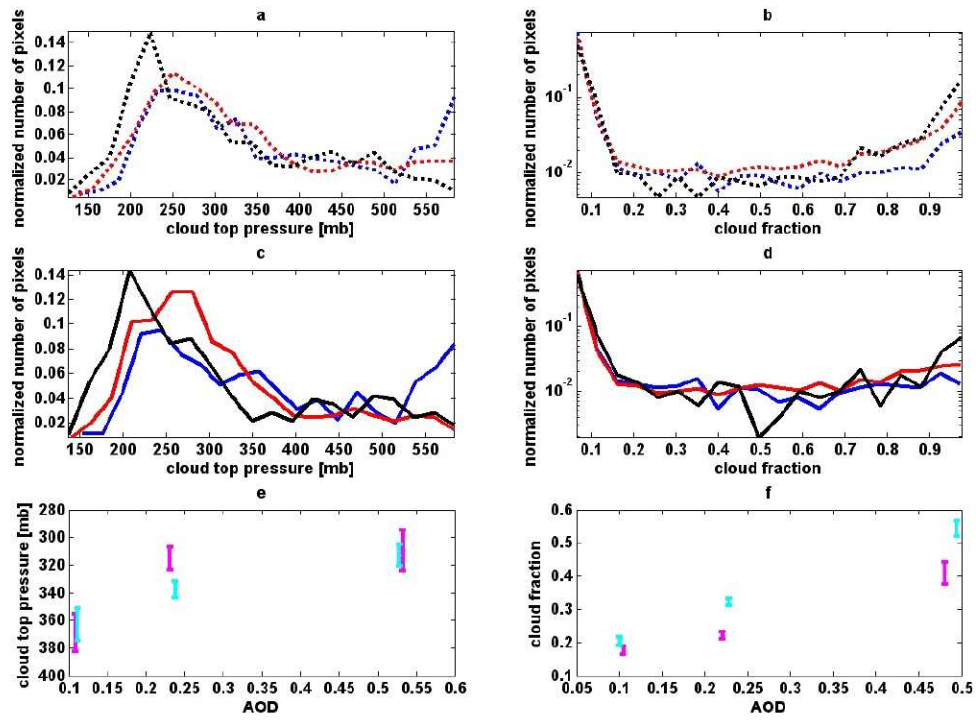 a
normalized number of pixels
0.14
0.12
0.1
0.08
0.06
0.04
0.02
150 200 250 300 350 400 450 500 550
cloud top pressure [mb]
b
normalized number of pixels
10^-1
10^-2
0.1 0.2 0.3 0.4 0.5 0.6 0.7 0.8 0.9
cloud fraction
c
normalized number of pixels
0.14
0.12
0.1
0.08
0.06
0.04
0.02
150 200 250 300 350 400 450 500 550
cloud top pressure [mb]
d
normalized number of pixels
10^-1
10^-2
0.1 0.2 0.3 0.4 0.5 0.6 0.7 0.8 0.9
cloud fraction
e
cloud top pressure [mb]
280
300
320
340
360
380
400
0.1 0.15 0.2 0.25 0.3 0.35 0.4 0.45 0.5 0.55 0.6
AOD
f
cloud fraction
0.6
0.5
0.4
0.3
0.2
0.1
0.05 0.1 0.15 0.2 0.25 0.3 0.35 0.4 0.45 0.5
AOD